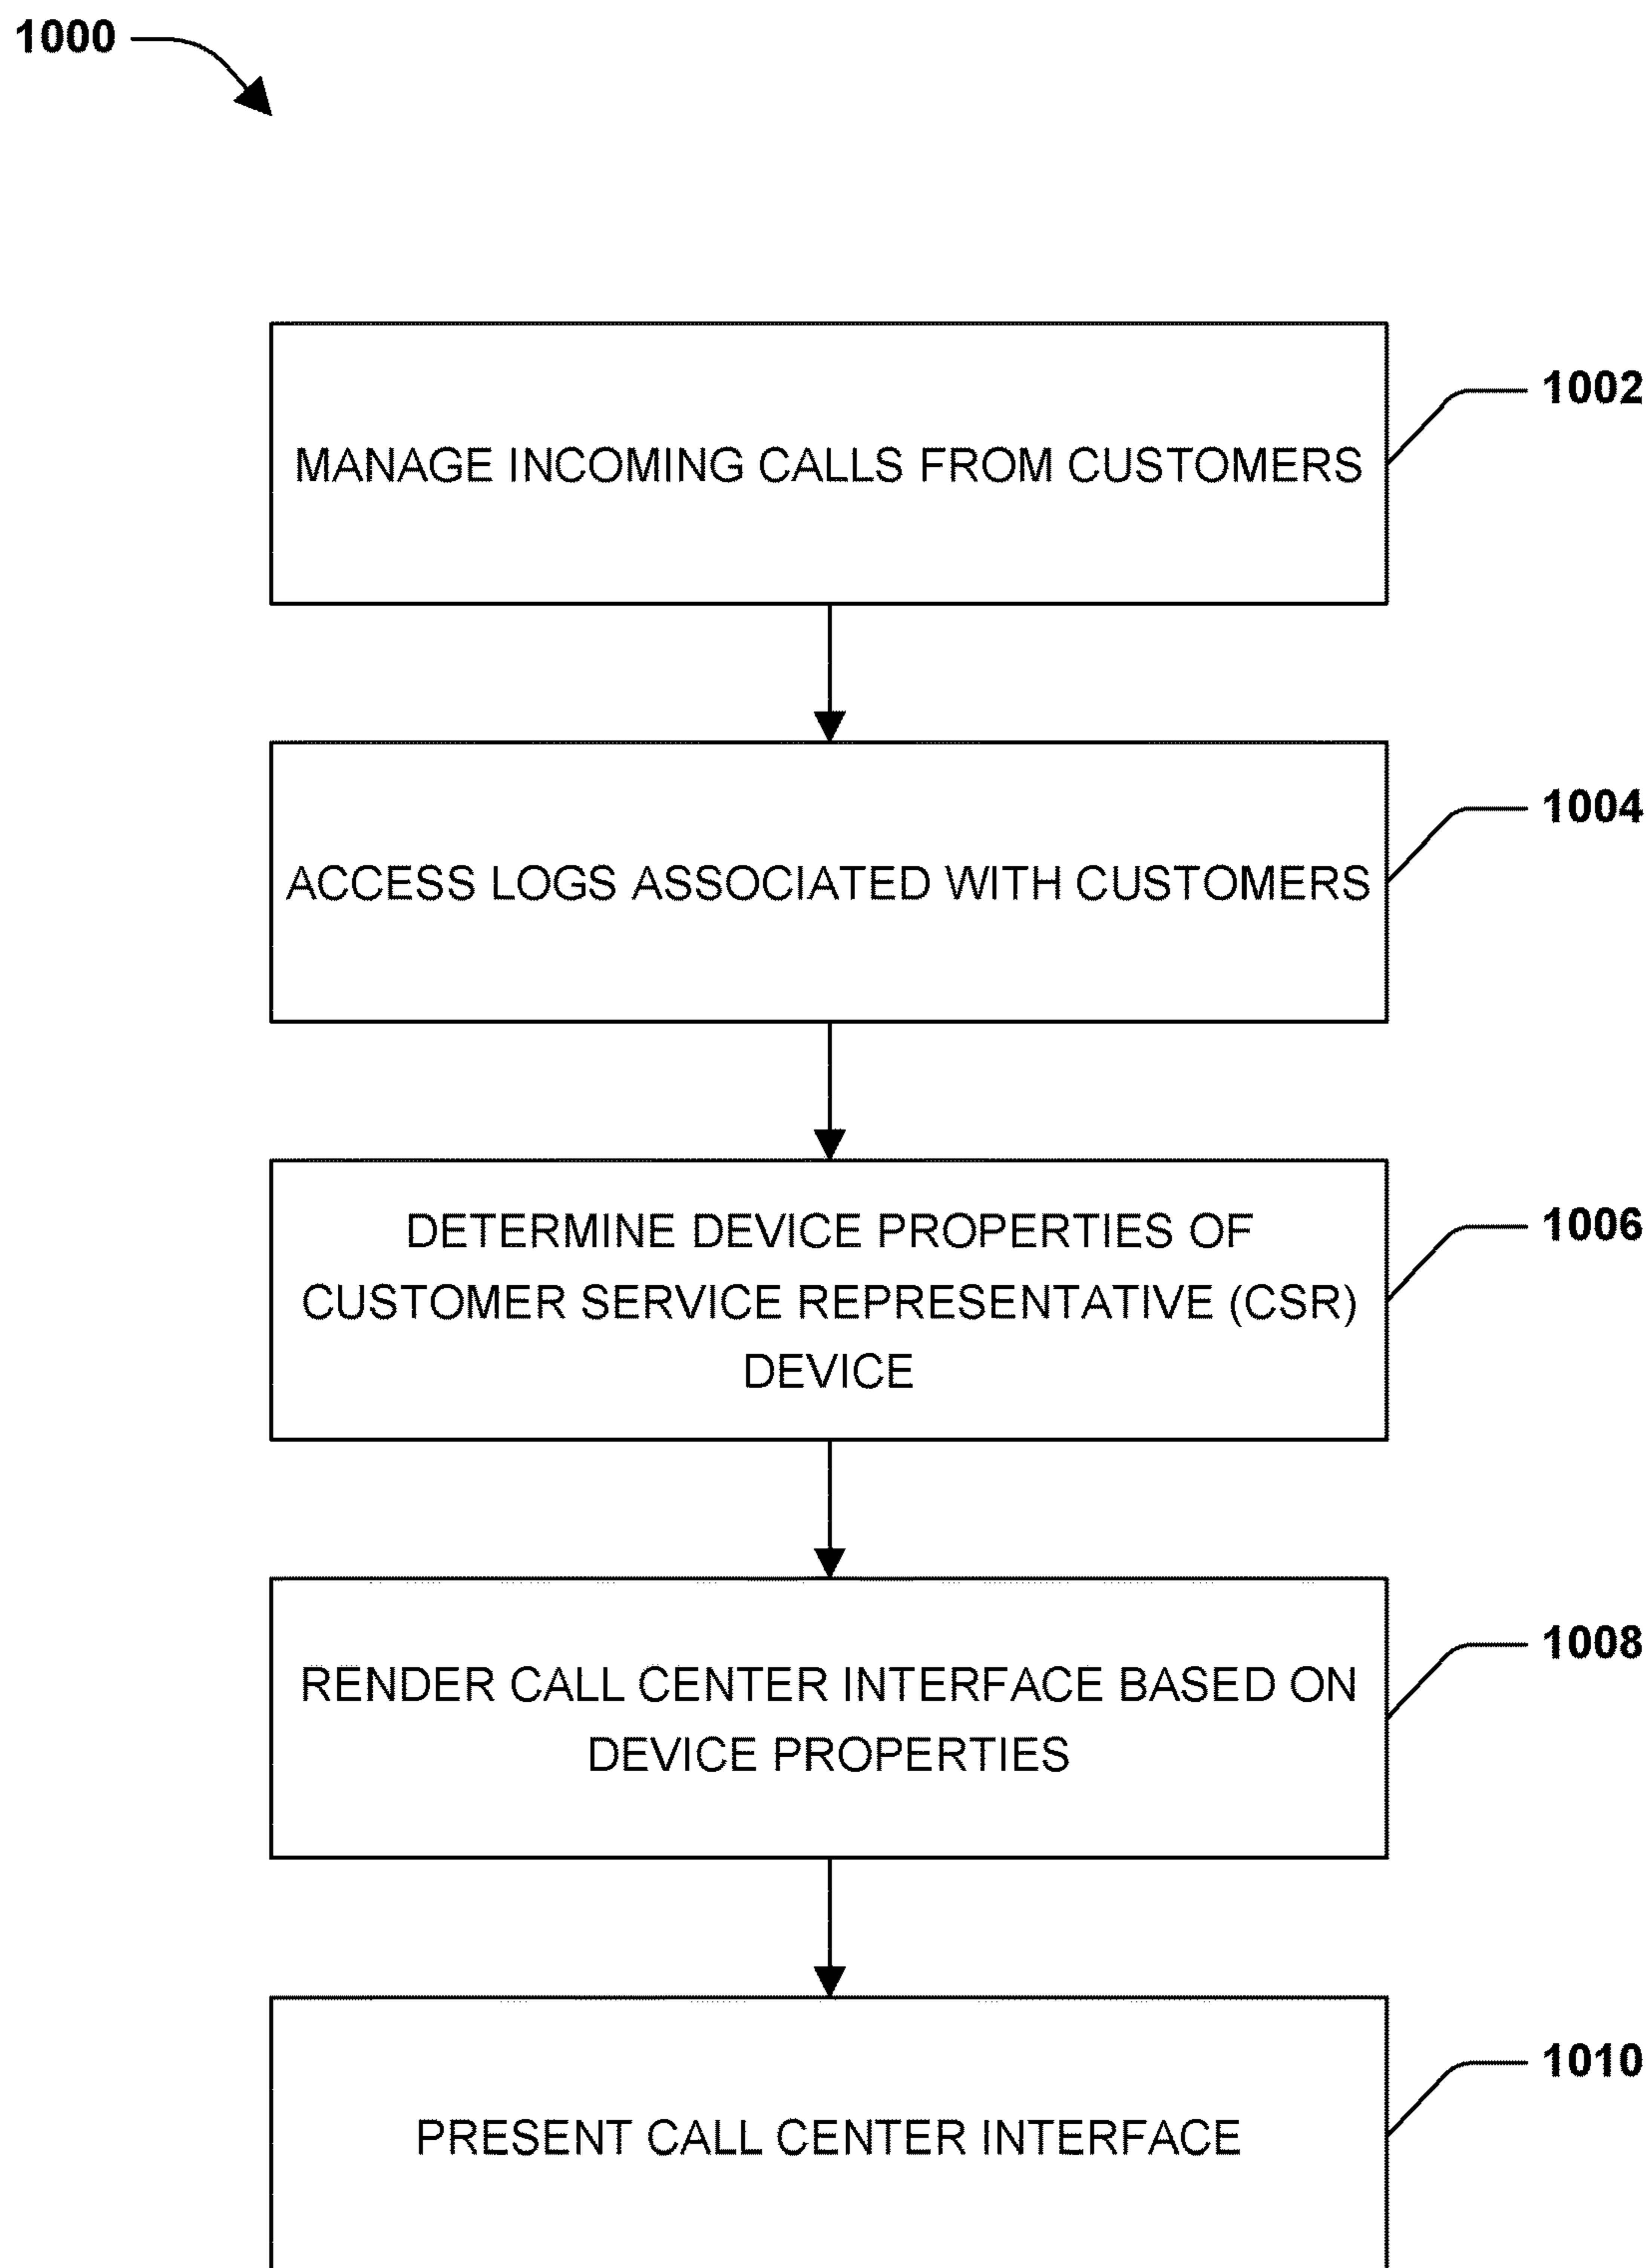 1000
MANAGE INCOMING CALLS FROM CUSTOMERS
1002
ACCESS LOGS ASSOCIATED WITH CUSTOMERS
1004
DETERMINE DEVICE PROPERTIES OF
CUSTOMER SERVICE REPRESENTATIVE (CSR)
DEVICE
1006
RENDER CALL CENTER INTERFACE BASED ON
DEVICE PROPERTIES
1008
PRESENT CALL CENTER INTERFACE
1010